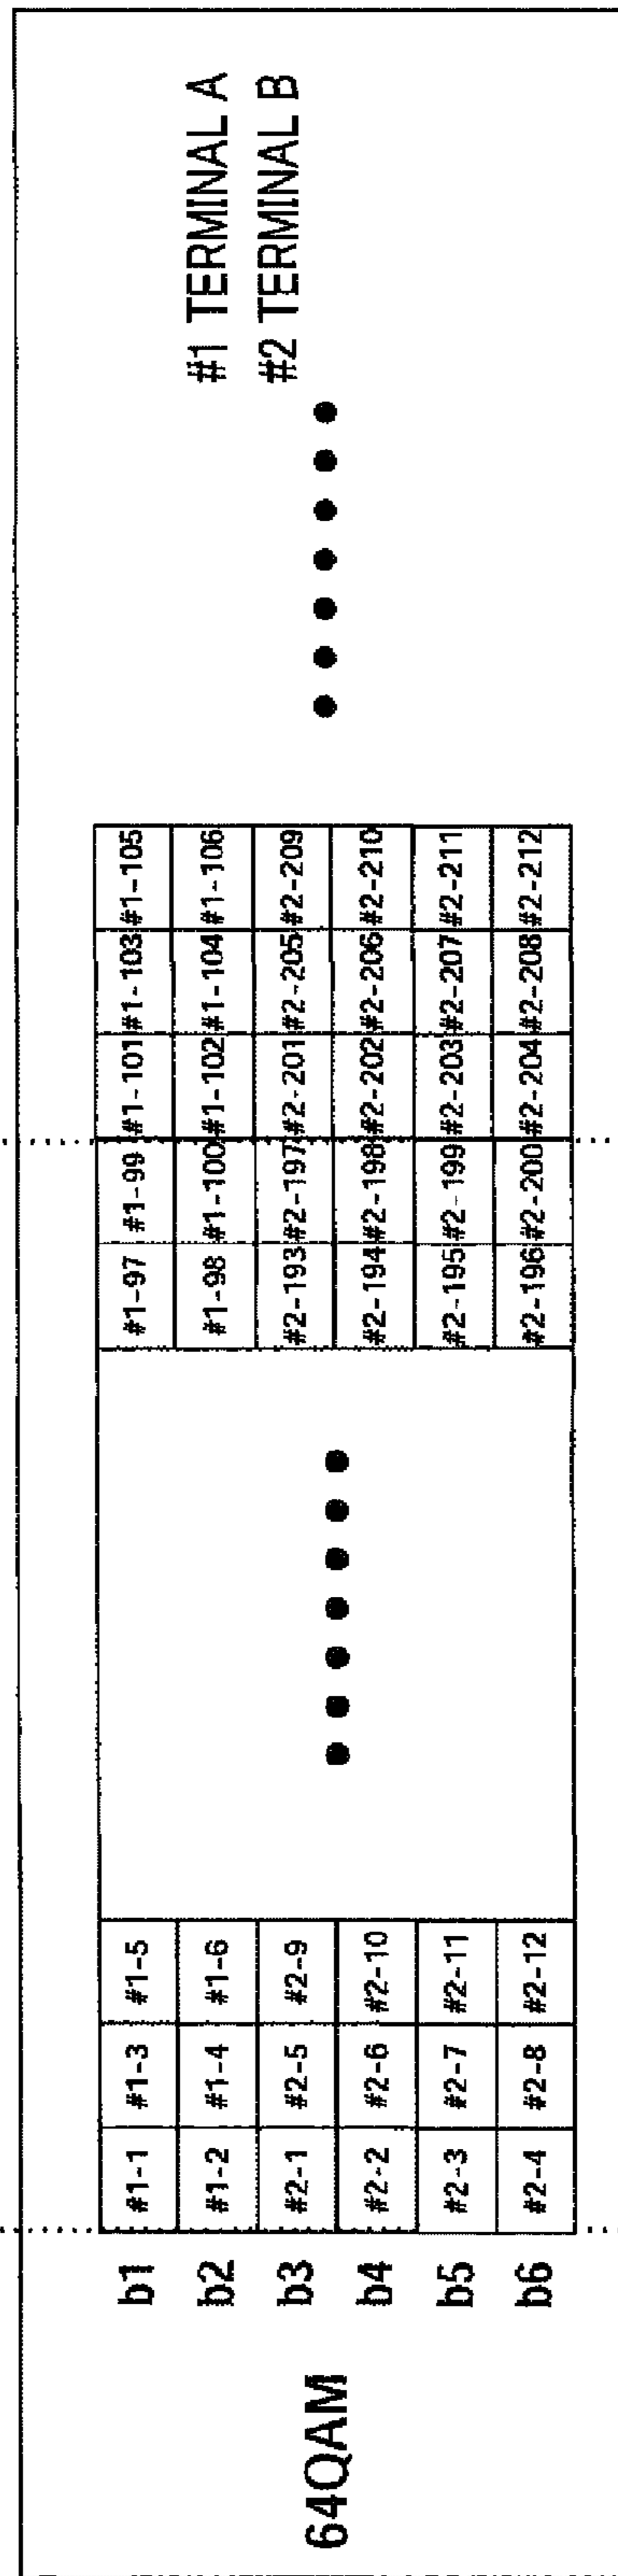 #1 TERMINAL A
#2 TERMINAL B
64QAM
b1 #1-1 #1-3 #1-5 #1-97 #1-99 #1-101 #1-103 #1-105
b2 #1-2 #1-4 #1-6 #1-98 #1-100 #1-102 #1-104 #1-106
b3 #2-1 #2-5 #2-9 #2-193 #2-197 #2-201 #2-205 #2-209
b4 #2-2 #2-6 #2-10 #2-194 #2-198 #2-202 #2-206 #2-210
b5 #2-3 #2-7 #2-11 #2-195 #2-199 #2-203 #2-207 #2-211
b6 #2-4 #2-8 #2-12 #2-196 #2-200 #2-204 #2-208 #2-212